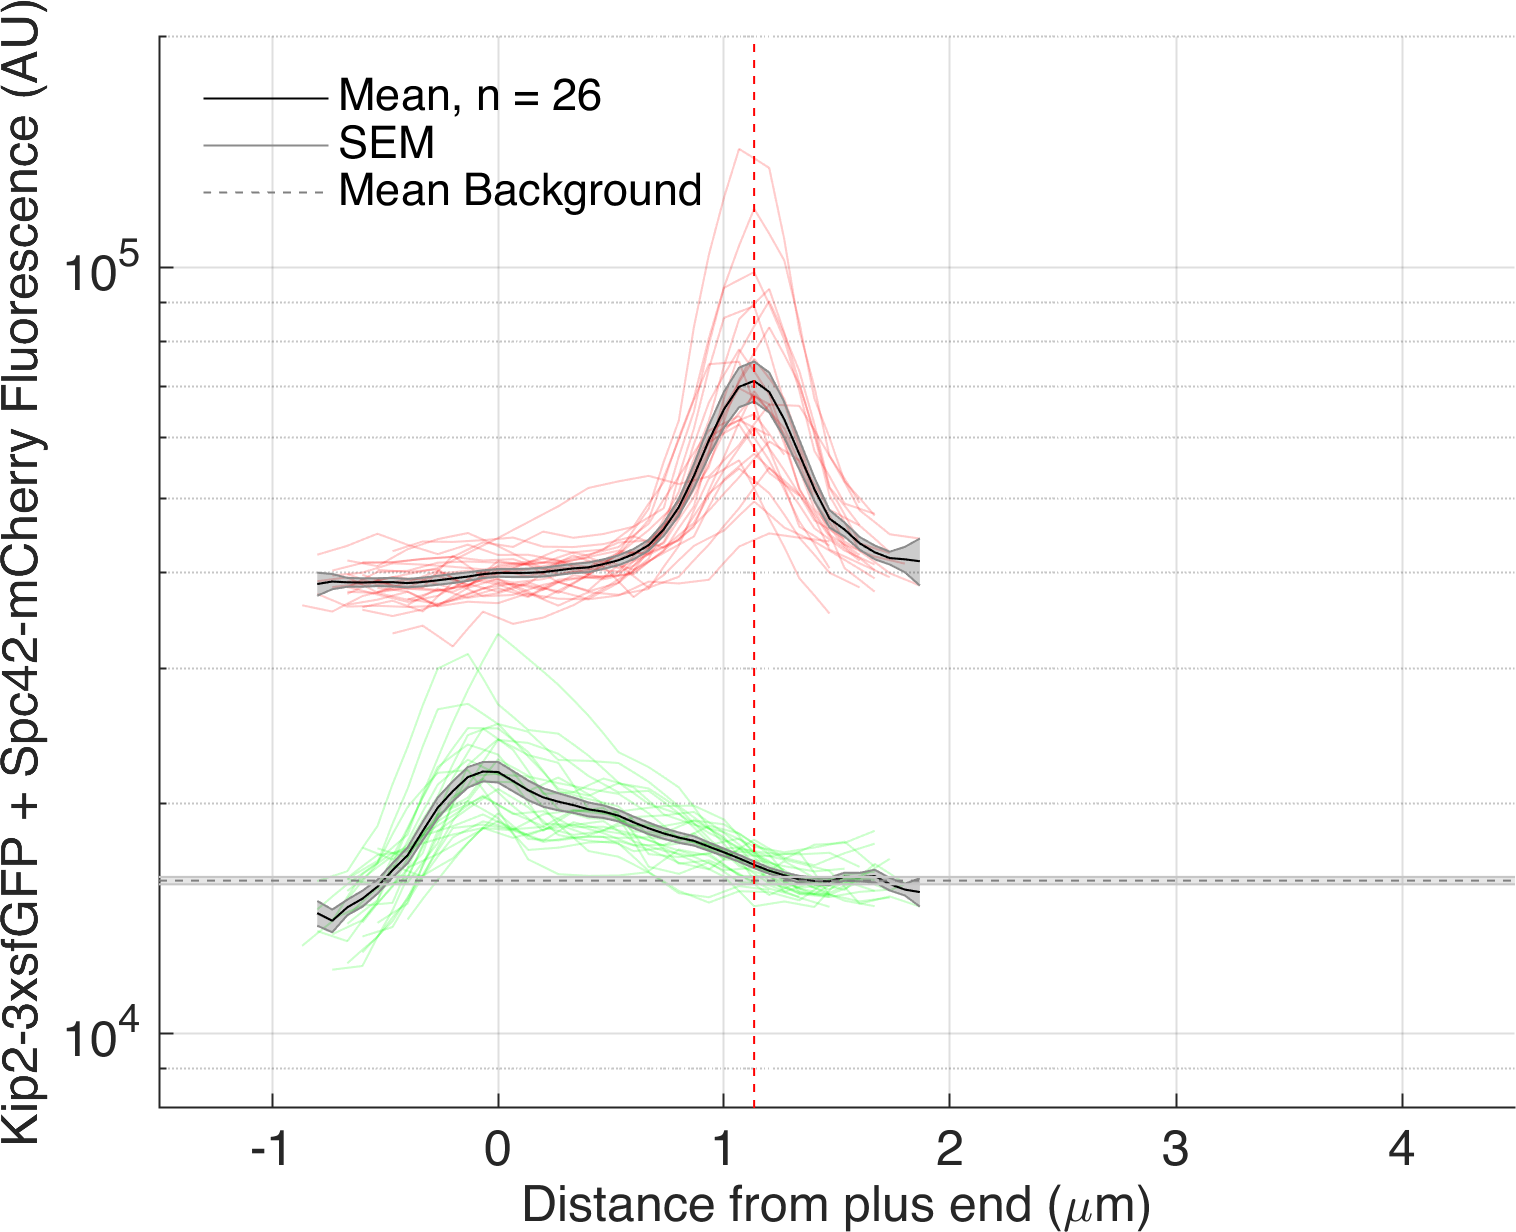 Kip2-3xsfGFP + Spc42-mCherry Fluorescence (AU)
Mean, n = 26
SEM
Mean Background
10^5
10^4
-1 0 1 2 3 4
Distance from plus end (μm)